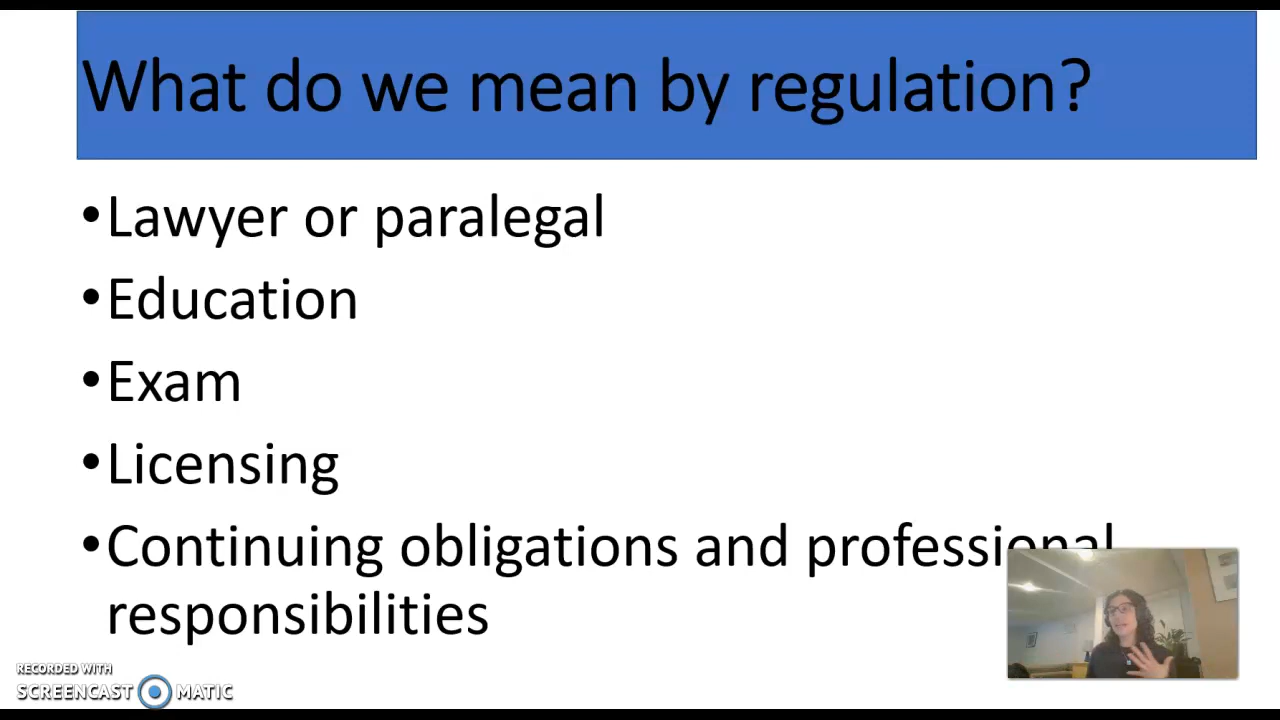 What do we mean by regulation?
•Lawyer or paralegal
•Education
•Exam
•Licensing
•Continuing obligations and professional
responsibilities
RECORDED WITH
SCREENCAST MATIC